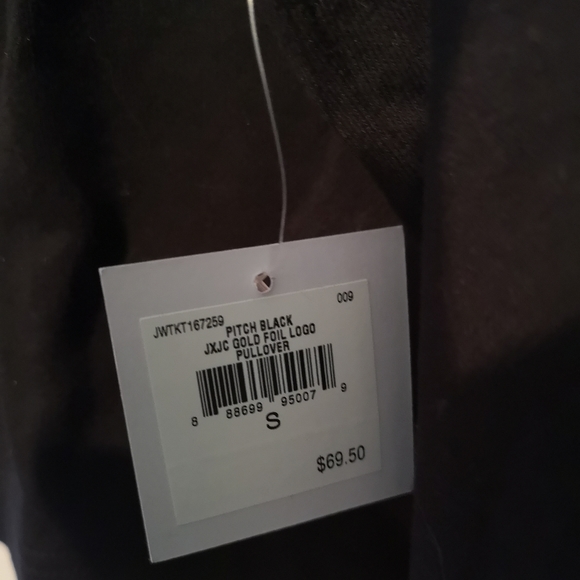 JWTKT167259 009
PITCH BLACK
JXJC GOLD FOIL LOGO
PULLOVER
8 88699 95007 9
S
$69.50